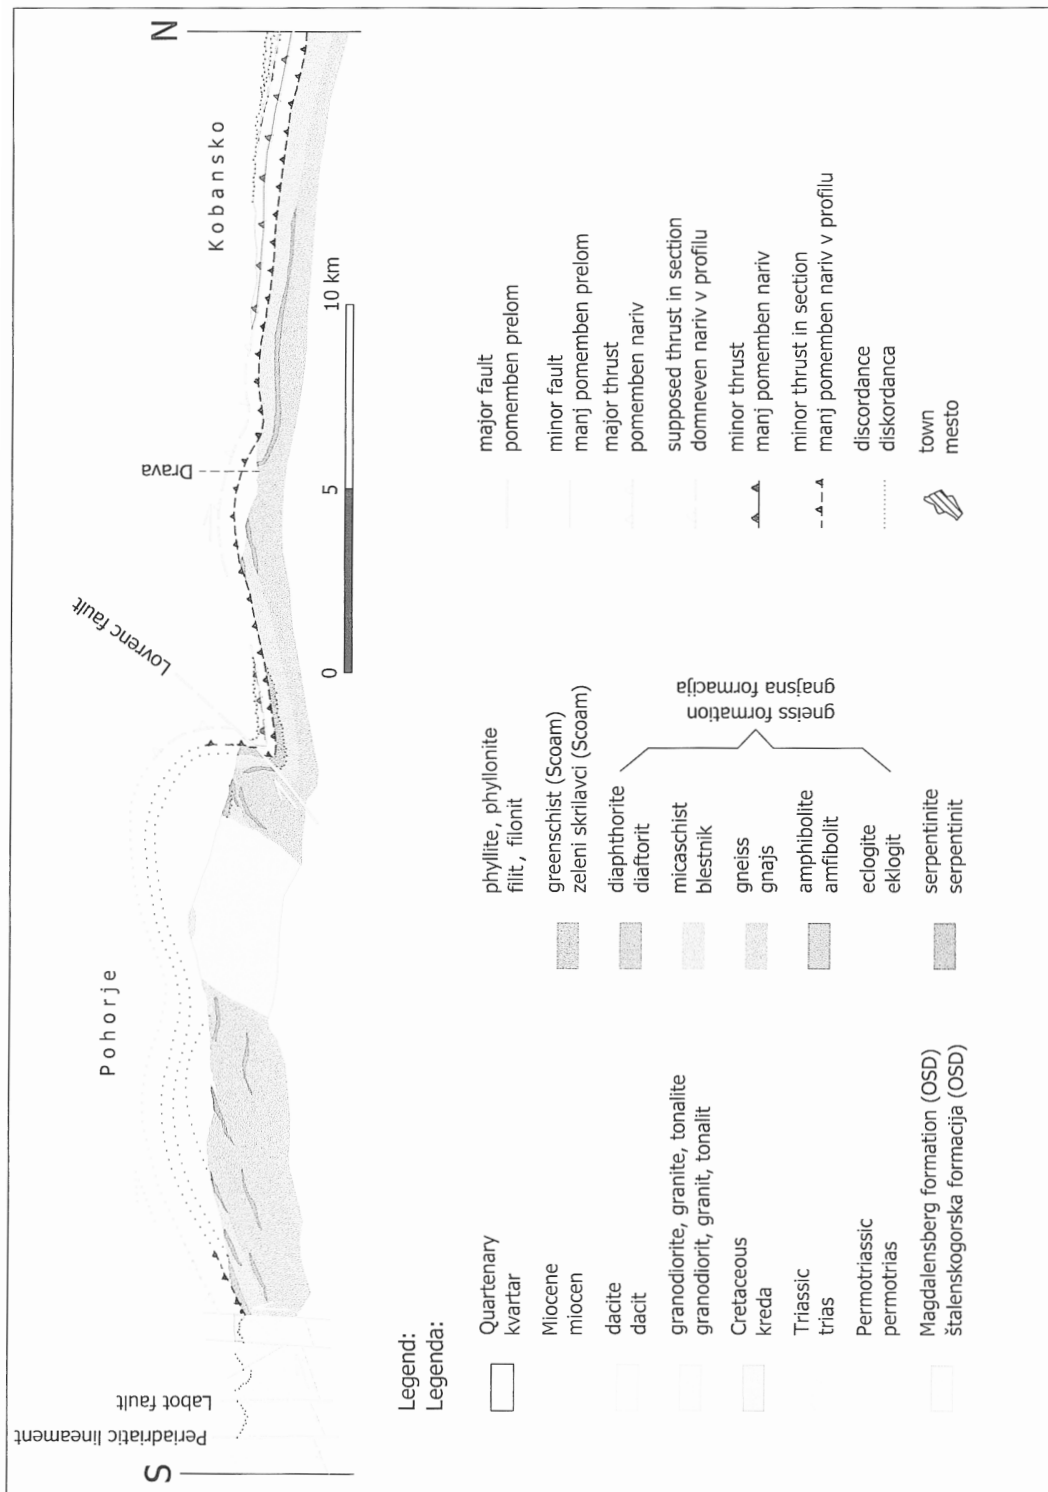 S
N
Periadriatic lineament
Labot fault
Pohorje
Lovrenc fault
Drava
Kobansko
0
5
10 km
Legend:
Legenda:
Quartenary
kvartar
Miocene
miocen
dacite
dacit
granodiorite, granite, tonalite
granodiorit, granit, tonalit
Cretaceous
kreda
Triassic
trias
Permotriassic
permotrias
Magdalensberg formation (OSD)
štalenskogorska formacija (OSD)
phyllite, phyllonite
filit, filonit
greenschist (Scoam)
zeleni skrilavci (Scoam)
diaphthorite
diaftorit
micaschist
blestnik
gneiss
gnajs
amphibolite
amfibolit
eclogite
eklogit
serpentinite
serpentinit
gneiss formation
gnajsna formacija
major fault
pomemben prelom
minor fault
manj pomemben prelom
major thrust
pomemben nariv
supposed thrust in section
domneven nariv v profilu
minor thrust
manj pomemben nariv
minor thrust in section
manj pomemben nariv v profilu
discordance
diskordanca
town
mesto